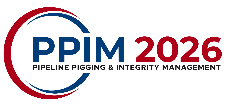 PPIM 2026
PIPELINE PIGGING & INTEGRITY MANAGEMENT